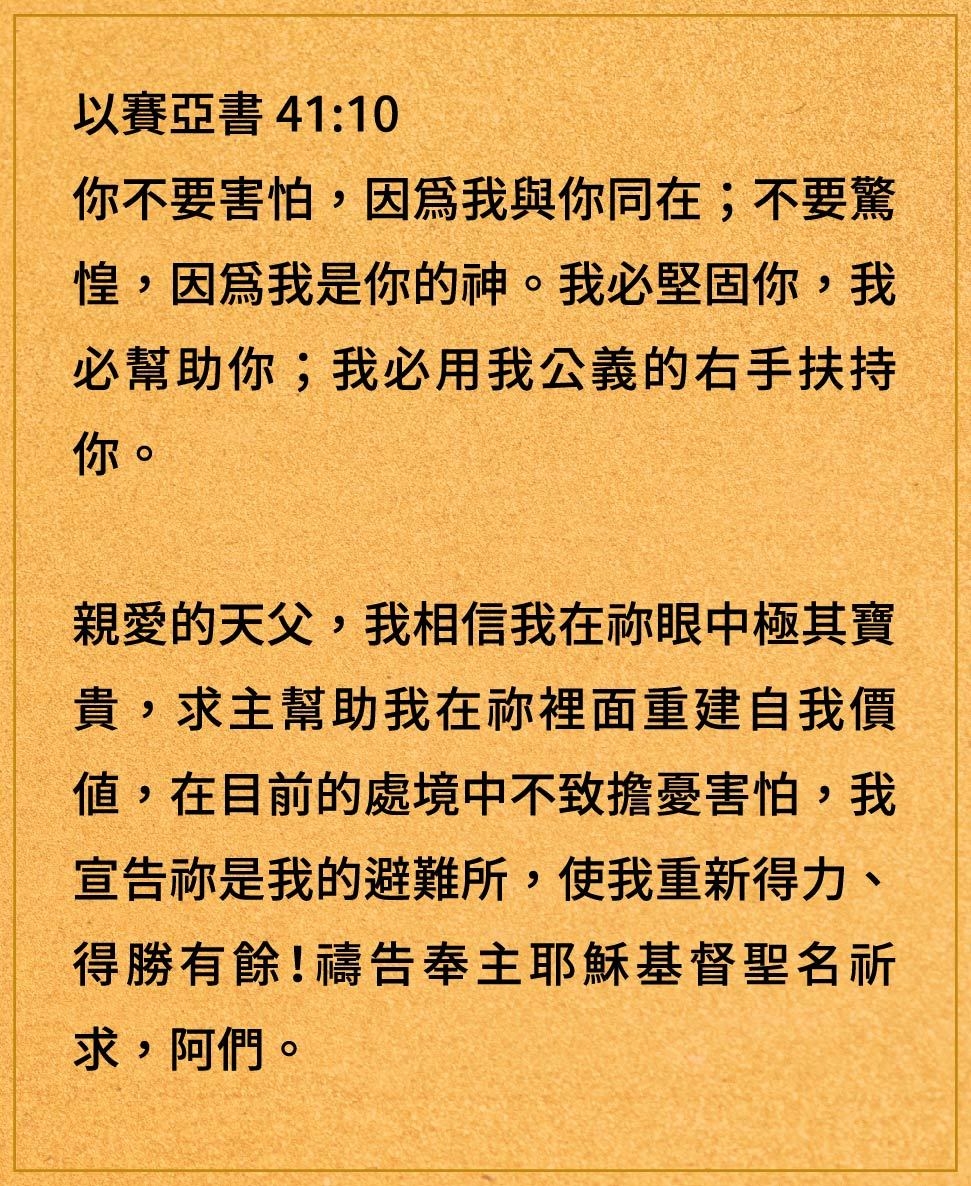 以賽亞書 41:10
你不要害怕，因爲我與你同在；不要驚
惶，因爲我是你的神。我必堅固你，我
必幫助你；我必用我公義的右手扶持
你。
親愛的天父，我相信我在祢眼中極其寶
貴，求主幫助我在祢裡面重建自我價
値，在目前的處境中不致擔憂害怕，我
宣告祢是我的避難所，使我重新得力、
得勝有餘！禱告奉主耶穌基督聖名祈
求，阿們。